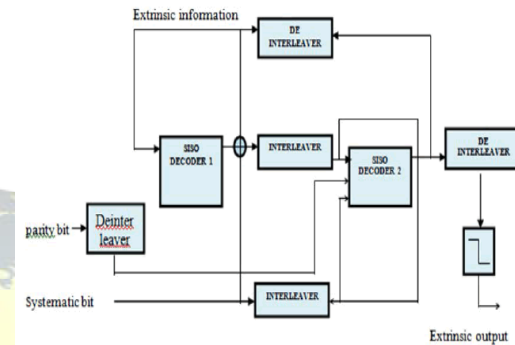 Extrinsic information
DE
INTERLEAVER
SISO
DECODER 1
INTERLEAVER
SISO
DECODER 2
DE
INTERLEAVER
parity bit
Deinter
leaver
Systematic bit
INTERLEAVER
Extrinsic output